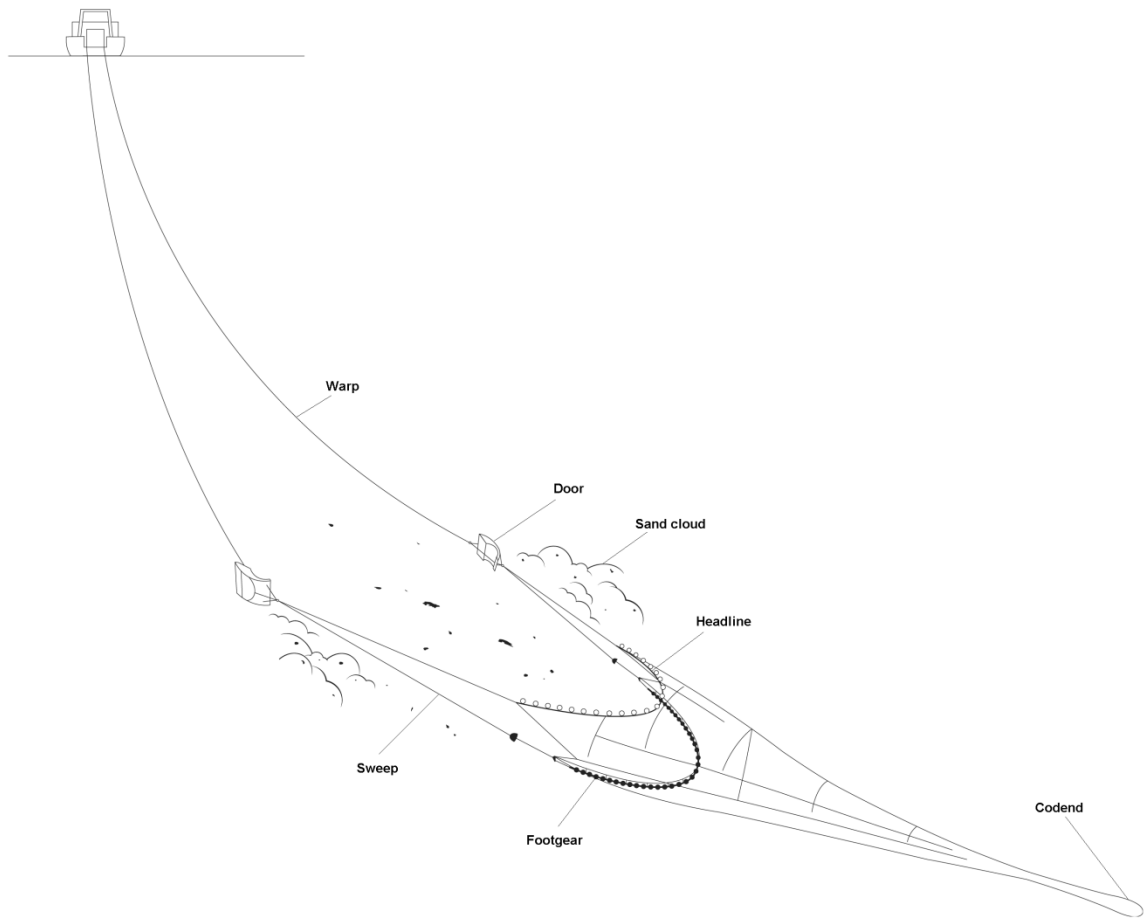 Warp
Door
Sand cloud
Headline
Sweep
Codend
Footgear